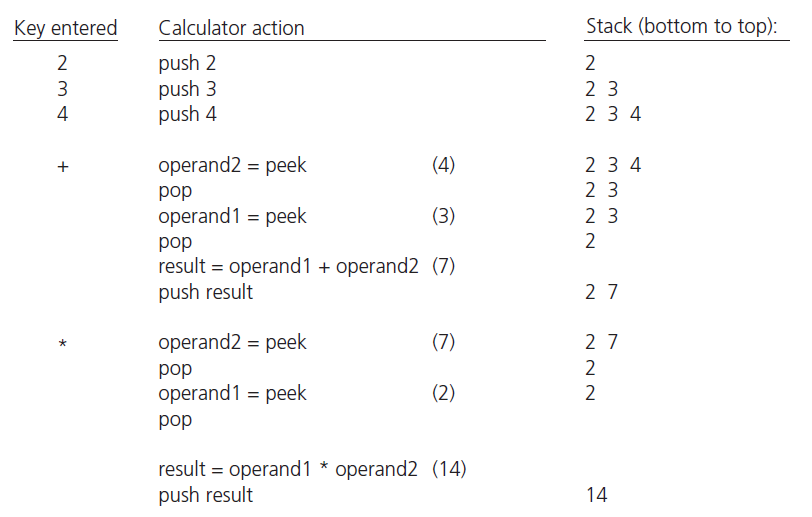 Key entered Calculator action Stack (bottom to top):
2 push 2 2
3 push 3 2 3
4 push 4 2 3 4
+ operand2 = peek (4) 2 3 4
pop 2 3
operand1 = peek (3) 2 3
pop 2
result = operand1 + operand2 (7)
push result 2 7
* operand2 = peek (7) 2 7
pop 2
operand1 = peek (2) 2
pop
result = operand1 * operand2 (14)
push result 14